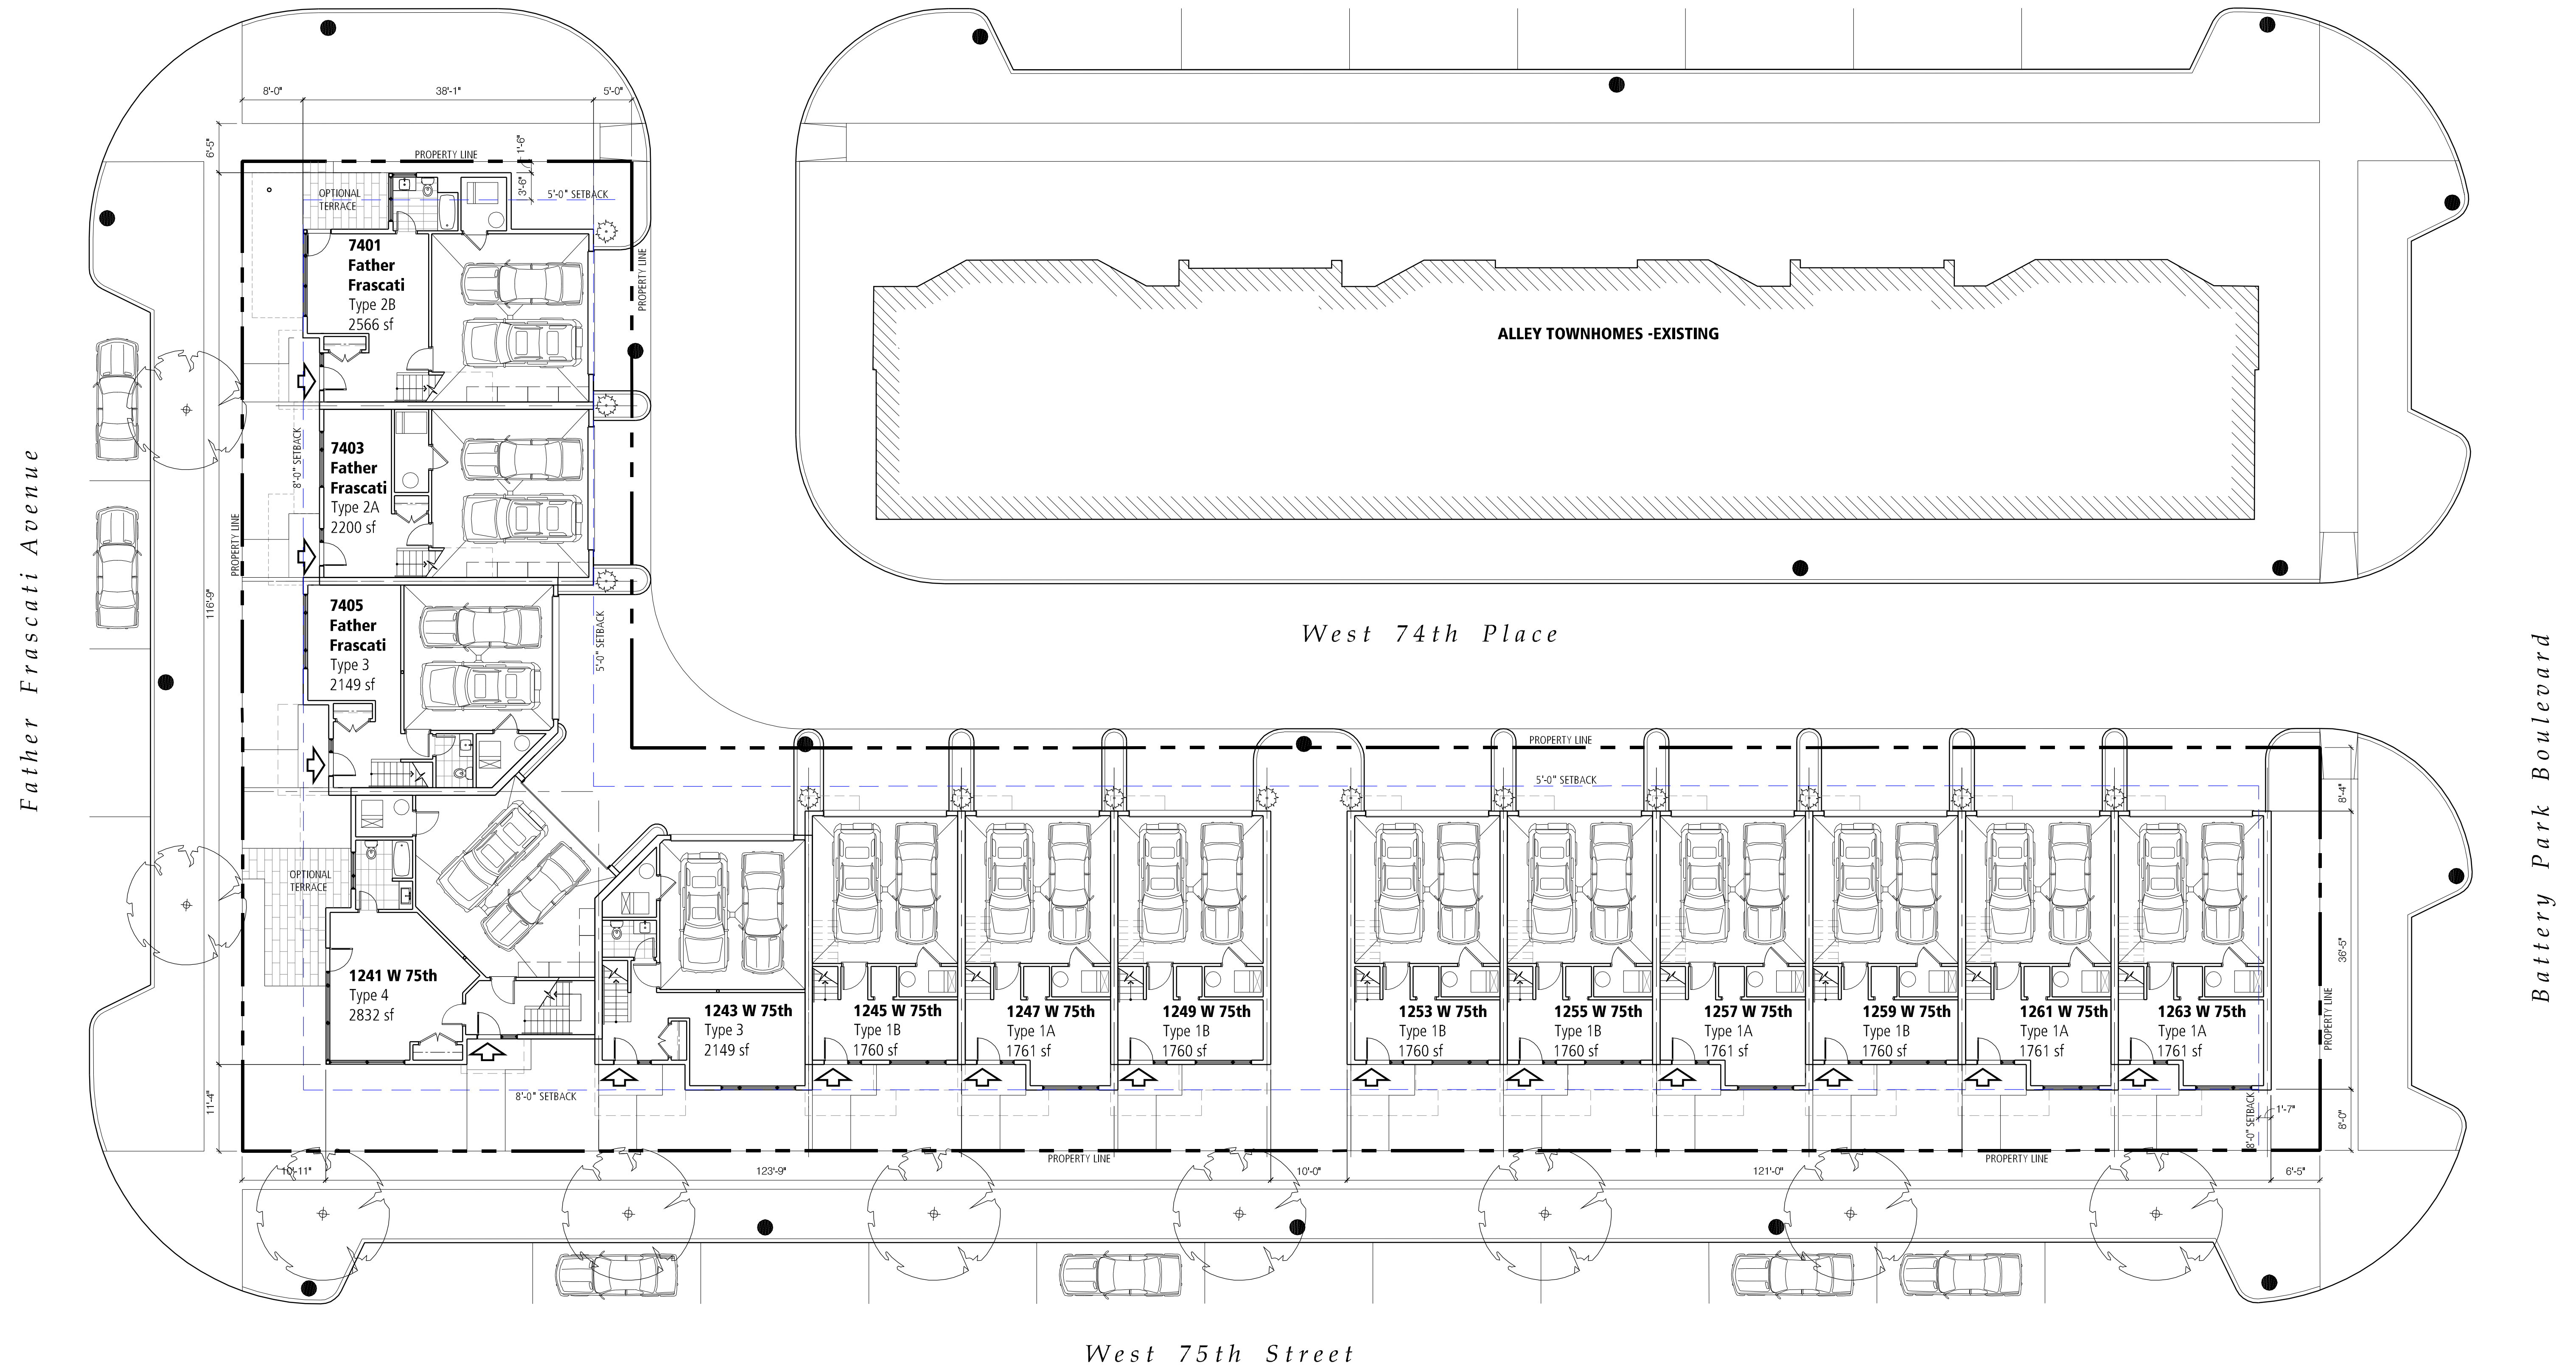 8'-0"
38'-1"
5'-0"
6'-5"
PROPERTY LINE
1'-6"
3'-6"
5'-0" SETBACK
OPTIONAL
TERRACE
7401
Father
Frascati
Type 2B
2566 sf
PROPERTY LINE
ALLEY TOWNHOMES -EXISTING
8'-0" SETBACK
7403
Father
Frascati
Type 2A
2200 sf
PROPERTY LINE
Father Frascati Avenue
116'-9"
7405
Father
Frascati
Type 3
2149 sf
5'-0" SETBACK
West 74th Place
Battery Park Boulevard
PROPERTY LINE
5'-0" SETBACK
8'-4"
OPTIONAL
TERRACE
36'-5"
1241 W 75th
Type 4
2832 sf
1243 W 75th
Type 3
2149 sf
1245 W 75th
Type 1B
1760 sf
1247 W 75th
Type 1A
1761 sf
1249 W 75th
Type 1B
1760 sf
1253 W 75th
Type 1B
1760 sf
1255 W 75th
Type 1B
1760 sf
1257 W 75th
Type 1A
1761 sf
1259 W 75th
Type 1B
1760 sf
1261 W 75th
Type 1A
1761 sf
1263 W 75th
Type 1A
1761 sf
PROPERTY LINE
11'-4"
8'-0" SETBACK
8'-0" SETBACK
1'-7"
8'-0"
PROPERTY LINE
PROPERTY LINE
10'-11"
123'-9"
10'-0"
121'-0"
6'-5"
West 75th Street